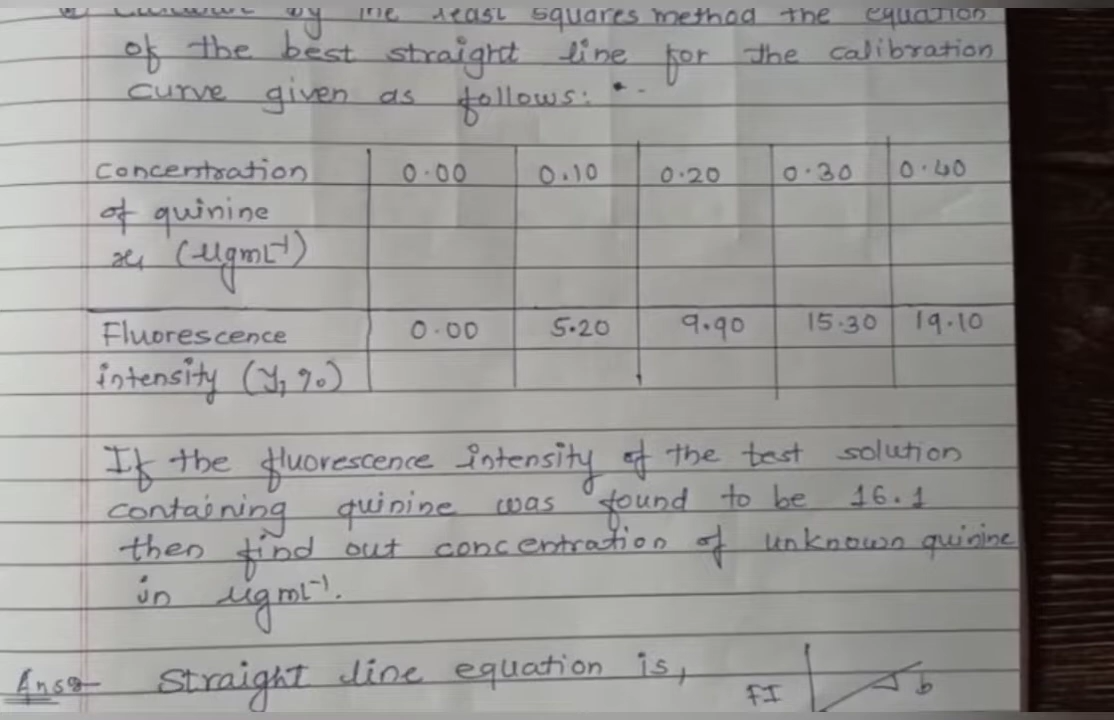 by the least squares method the equation
of the best straight line for the calibration
curve given as follows:
concentration 0.00 0.10 0.20 0.30 0.40
of quinine
x, (μgmL⁻¹)
Fluorescence 0.00 5.20 9.90 15.30 19.10
intensity (y, %)
If the fluorescence intensity of the test solution
containing quinine was found to be 16.1
then find out concentration of unknown quinine
in μgmL⁻¹.
Ans:- Straight line equation is,
FI b